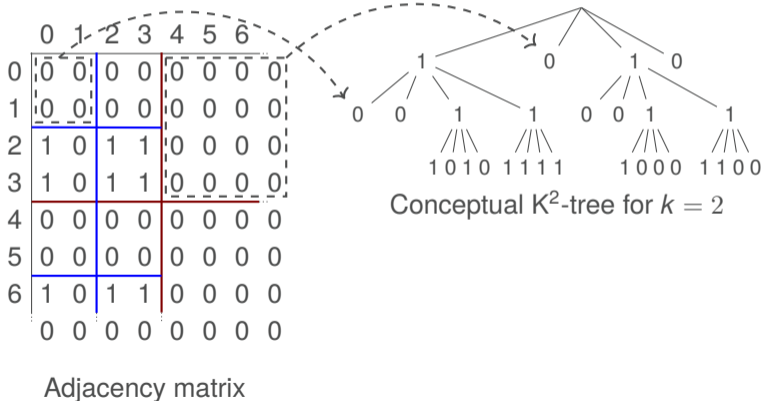 0 1 2 3 4 5 6
0 0 0 0 0 0 0 0 0
1 0 0 0 0 0 0 0 0
2 1 0 1 1 0 0 0 0
3 1 0 1 1 0 0 0 0
4 0 0 0 0 0 0 0 0
5 0 0 0 0 0 0 0 0
6 1 0 1 1 0 0 0 0
0 0 0 0 0 0 0 0
Adjacency matrix
1 0 1 0
0 0 1 1 0 0 1 1
1 0 1 0 1 1 1 1 1 0 0 0 1 1 0 0
Conceptual K²-tree for k = 2